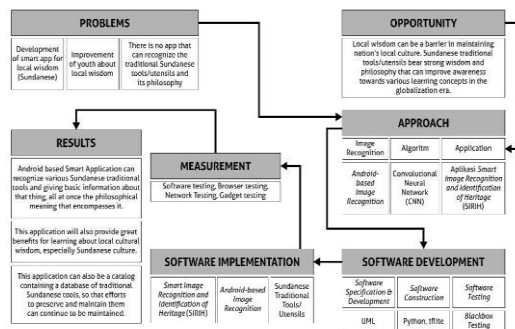 PROBLEMS
Development
of smart app for
local wisdom
(Sundanese)
Improvement
of youth about
local wisdom
There is no app that
can recognize the
traditional Sundanese
tools/utensils and
its philosophy
OPPORTUNITY
Local wisdom can be a barrier in maintaining
nation's local culture. Sundanese traditional
tools/utensils bear strong wisdom and
philosophy that can improve awareness
towards various learning concepts in the
globalization era.
APPROACH
Image
Recognition
Algoritm
Application
Android-based
Image
Recognition
Convolutional
Neural
Network (CNN)
Aplikasi Smart
Image Recognition
and Identification
of Heritage
(SIRIH)
RESULTS
Android based Smart Application can
recognize various Sundanese traditional
tools and giving basic information about
that thing, all at once the philosophical
meaning that encompasses it.
This application will also provide great
benefits for learning about local cultural
wisdom, especially Sundanese culture.
This application can also be a catalog
containing a database of traditional
Sundanese tools, so that efforts
to preserve and maintain them
can continue to be maintained.
MEASUREMENT
Software testing, Browser testing,
Network Testing, Gadget testing
SOFTWARE IMPLEMENTATION
Smart Image Recognition
and Identification of
Heritage (SIRIH)
Android-based
Image
Recognition
Sundanese
Traditional
Tools/
Utensils
SOFTWARE DEVELOPMENT
Software
Specification &
Development
Software
Construction
Software
Testing
UML
Python, tflite
Blackbox
Testing